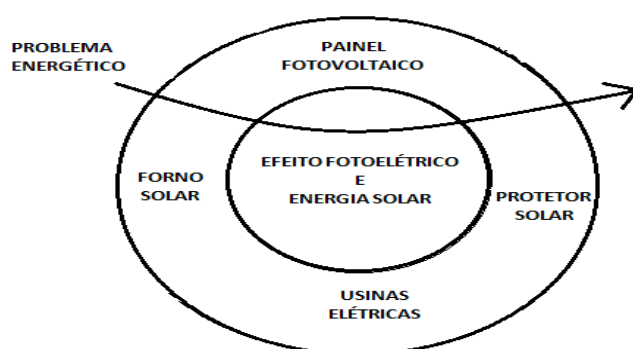 PROBLEMA
ENERGÉTICO
PAINEL
FOTOVOLTAICO
FORNO
SOLAR
EFEITO FOTOELÉTRICO
E
ENERGIA SOLAR
PROTETOR
SOLAR
USINAS
ELÉTRICAS